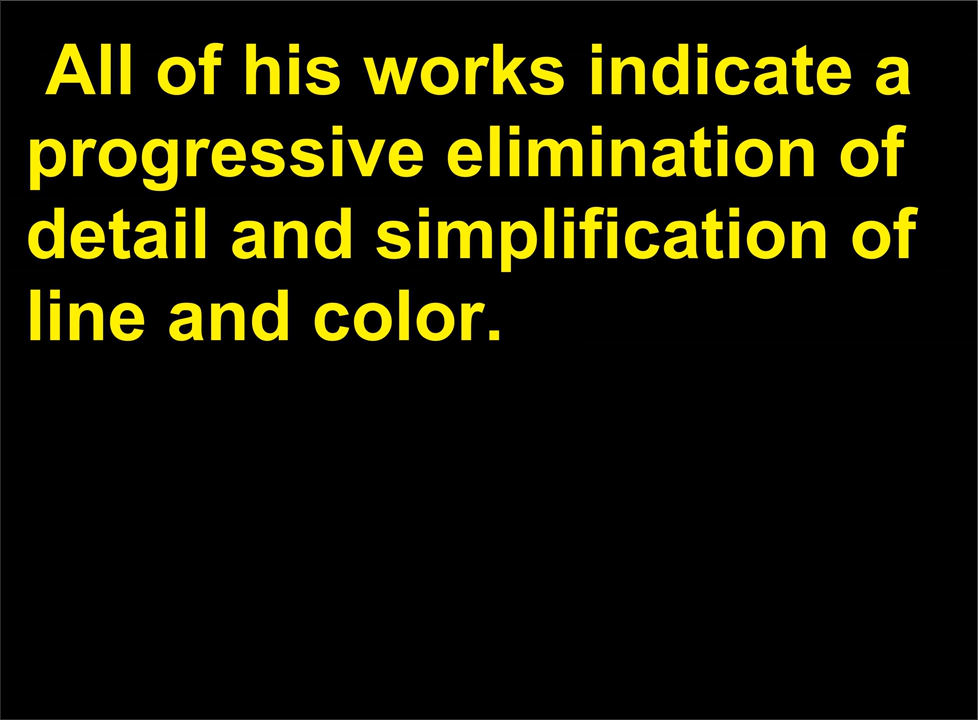 All of his works indicate a
progressive elimination of
detail and simplification of
line and color.